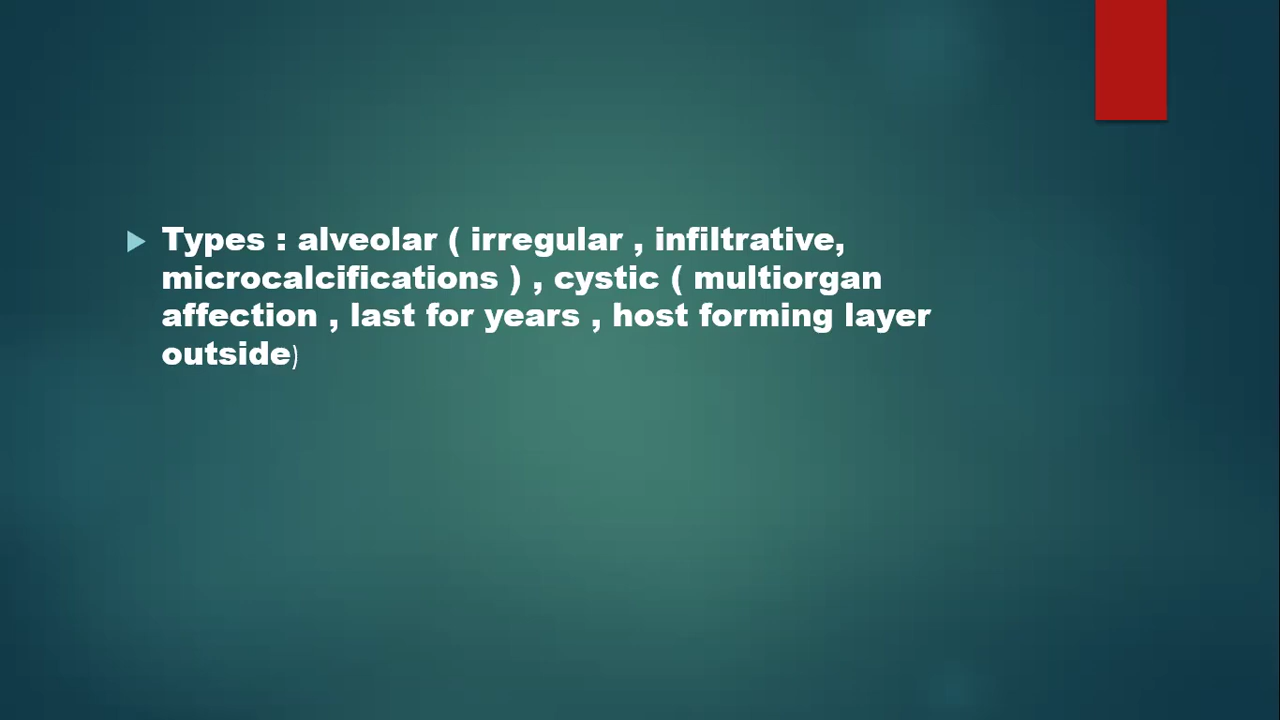 Types : alveolar ( irregular , infiltrative,
microcalcifications ) , cystic ( multiorgan
affection , last for years , host forming layer
outside)